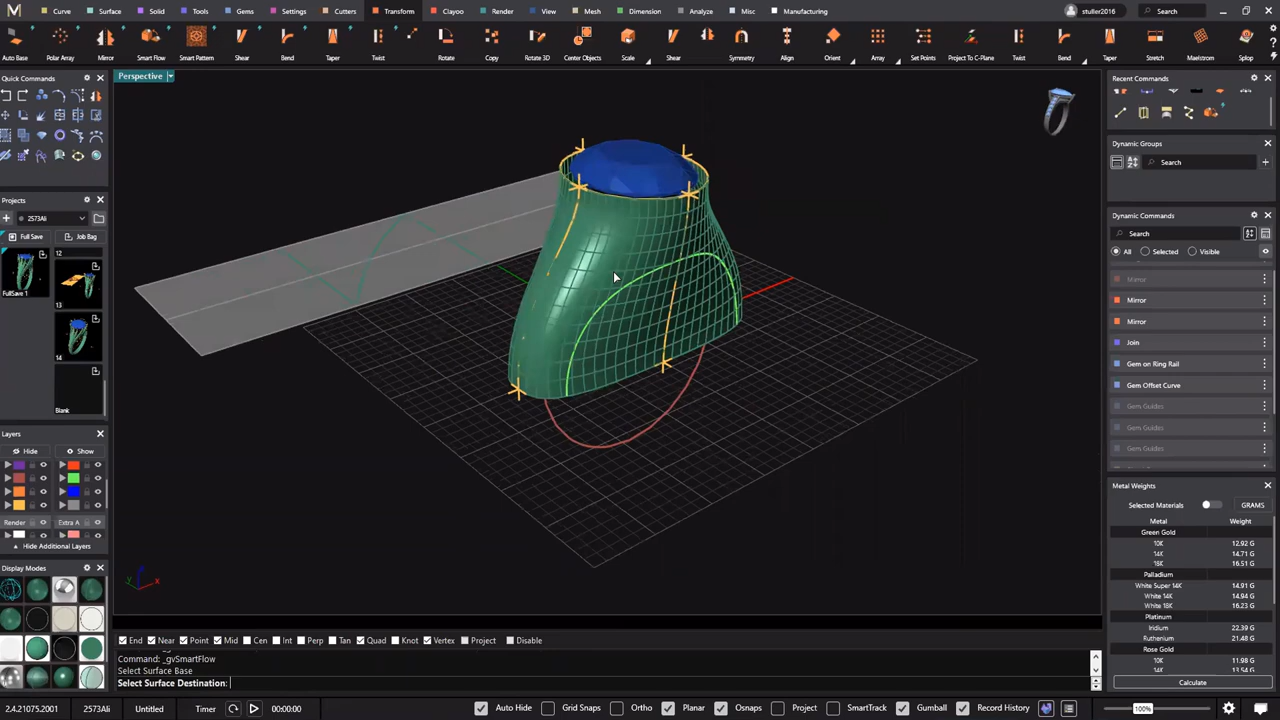 Curve Surface Solid Tools Gems Settings Cutters Transform Clayoo Render View Mesh Dimension Analyze Misc Manufacturing stuller2016 Search
Auto Base Polar Array Mirror Smart Flow Smart Pattern Shear Bend Taper Twist Rotate Copy Rotate 3D Center Objects Scale Shear Symmetry Align Orient Array Set Points Project To C-Plane Twist Bend Taper Stretch Maelstrom Splop
Quick Commands
Perspective
Recent Commands
Dynamic Groups
Search
Projects
2573Ali
Full Save Job Bag
FullSave 1
12
13
14
Blank
Dynamic Commands
Search
All Selected Visible
Mirror
Mirror
Mirror
Join
Gem on Ring Rail
Gem Offset Curve
Gem Guides
Gem Guides
Gem Guides
Layers
Hide Show
Render Extra A
Hide Additional Layers
Display Modes
Metal Weights
Selected Materials GRAMS
Metal Weight
Green Gold
10K 12.92 G
14K 14.71 G
18K 16.51 G
Palladium
White Super 14K 14.91 G
White 14K 14.94 G
White 18K 16.23 G
Platinum
Iridium 22.39 G
Ruthenium 21.48 G
Rose Gold
10K 11.98 G
14K 13.54 G
Calculate
z
y x
End Near Point Mid Cen Int Perp Tan Quad Knot Vertex Project Disable
Command: _gvSmartFlow
Select Surface Base
Select Surface Destination:
2.4.21075.2001 2573Ali Untitled Timer 00:00:00 Auto Hide Grid Snaps Ortho Planar Osnaps Project SmartTrack Gumball Record History 100%